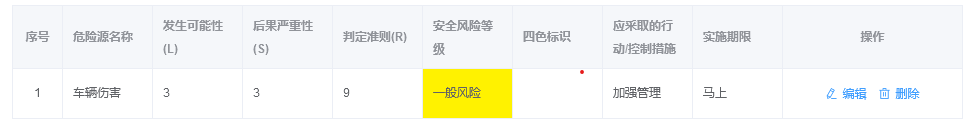 序号 危险源名称 发生可能性(L) 后果严重性(S) 判定准则(R) 安全风险等级 四色标识 应采取的行动/控制措施 实施期限 操作
1 车辆伤害 3 3 9 一般风险 加强管理 马上 编辑 删除